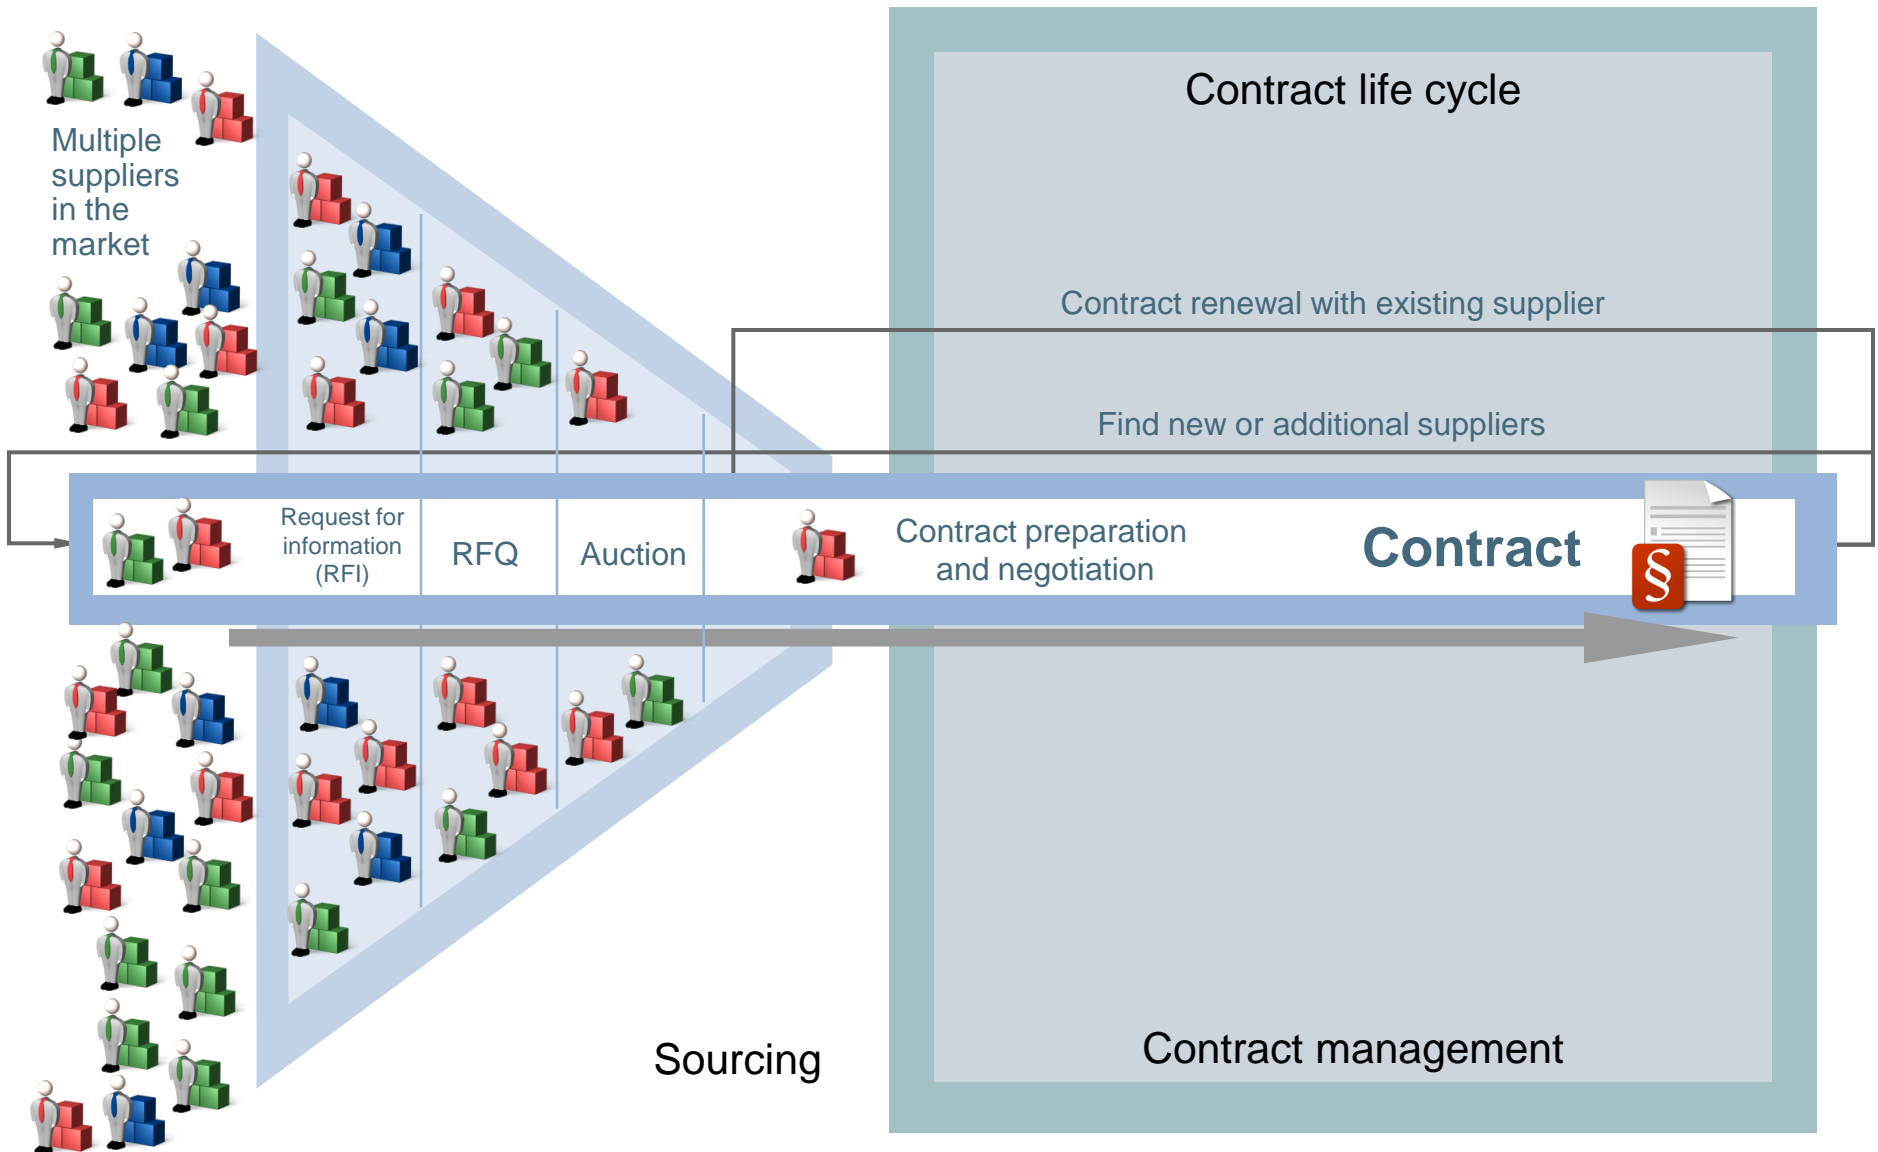 Contract life cycle
Multiple
suppliers
in the
market
Contract renewal with existing supplier
Find new or additional suppliers
Request for
information
(RFI)
RFQ
Auction
Contract preparation
and negotiation
Contract
§
Sourcing
Contract management